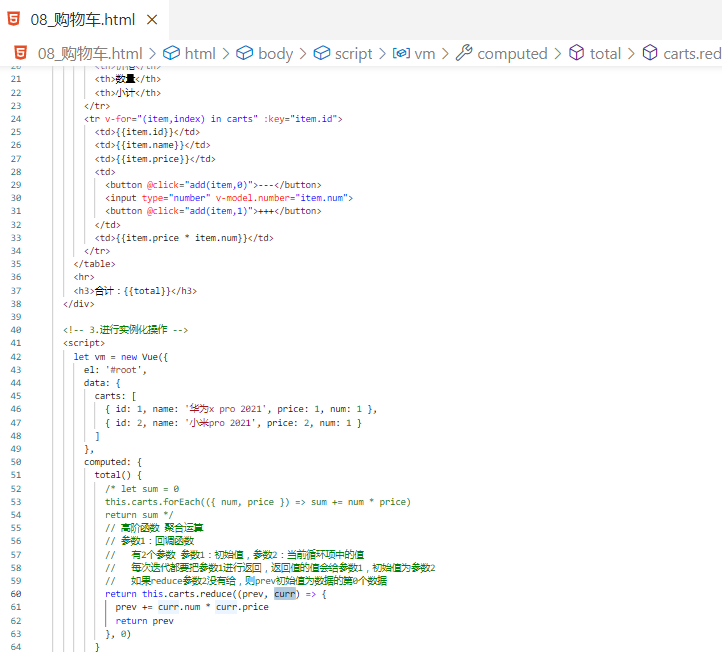 08_购物车.html ×
08_购物车.html > html > body > script > vm > computed > total > carts.red
20 <th>价格</th>
21 <th>数量</th>
22 <th>小计</th>
23 </tr>
24 <tr v-for="(item,index) in carts" :key="item.id">
25 <td>{{item.id}}</td>
26 <td>{{item.name}}</td>
27 <td>{{item.price}}</td>
28 <td>
29 <button @click="add(item,0)">---</button>
30 <input type="number" v-model.number="item.num">
31 <button @click="add(item,1)">+++</button>
32 </td>
33 <td>{{item.price * item.num}}</td>
34 </tr>
35 </table>
36 <hr>
37 <h3>合计：{{total}}</h3>
38 </div>
39
40 <!-- 3.进行实例化操作 -->
41 <script>
42 let vm = new Vue({
43 el: '#root',
44 data: {
45 carts: [
46 { id: 1, name: '华为x pro 2021', price: 1, num: 1 },
47 { id: 2, name: '小米pro 2021', price: 2, num: 1 }
48 ]
49 },
50 computed: {
51 total() {
52 /* let sum = 0
53 this.carts.forEach(({ num, price }) => sum += num * price)
54 return sum */
55 // 高阶函数 聚合运算
56 // 参数1：回调函数
57 // 有2个参数 参数1：初始值，参数2：当前循环项中的值
58 // 每次迭代都要把参数1进行返回，返回值的值会给参数1，初始值为参数2
59 // 如果reduce参数2没有给，则prev初始值为数据的第0个数据
60 return this.carts.reduce((prev, curr) => {
61 prev += curr.num * curr.price
62 return prev
63 }, 0)
64 }